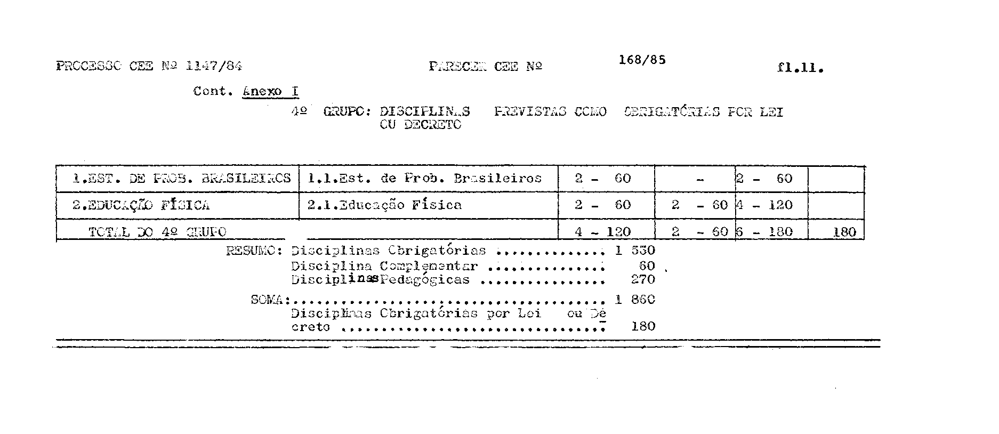 PROCESSO CEE Nº 1147/84 PARECER CEE Nº 168/85 fl.11.
Cont. Anexo I
4º GRUPO: DISCIPLINAS PREVISTAS COMO OBRIGATÓRIAS POR LEI
OU DECRETO
1.EST. DE PROB. BRASILEIROS 1.1.Est. de Prob. Brasileiros 2 - 60 - 2 - 60
2.EDUCAÇÃO FÍSICA 2.1.Educação Física 2 - 60 2 - 60 4 - 120
TOTAL DO 4º GRUPO 4 - 120 2 - 60 6 - 180 180
RESUMO: Disciplinas Obrigatórias .............. 1 530
Disciplina Complementar ............... 60
Disciplinas Pedagógicas ................ 270
SOMA:....................................... 1 860
Disciplinas Obrigatórias por Lei ou De
creto ................................. 180